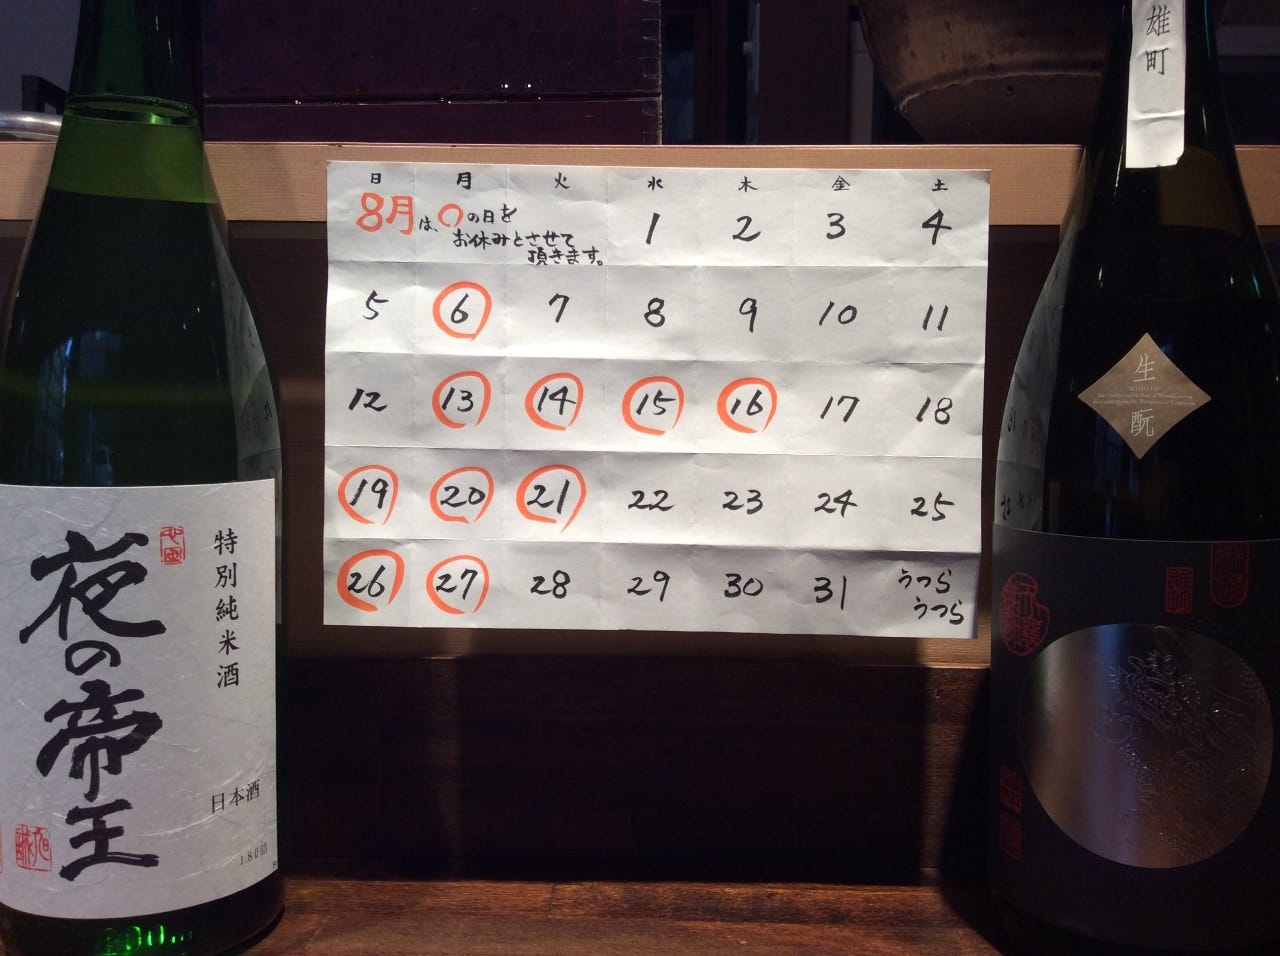 日 月 火 水 木 金 土
8月は、○の日を
お休みとさせて
頂きます。
1 2 3 4
5 6 7 8 9 10 11
12 13 14 15 16 17 18
19 20 21 22 23 24 25
26 27 28 29 30 31 うつら
うつら
特別純米酒
夜の帝王
日本酒
1.8ℓ詰
雄町
生
酛